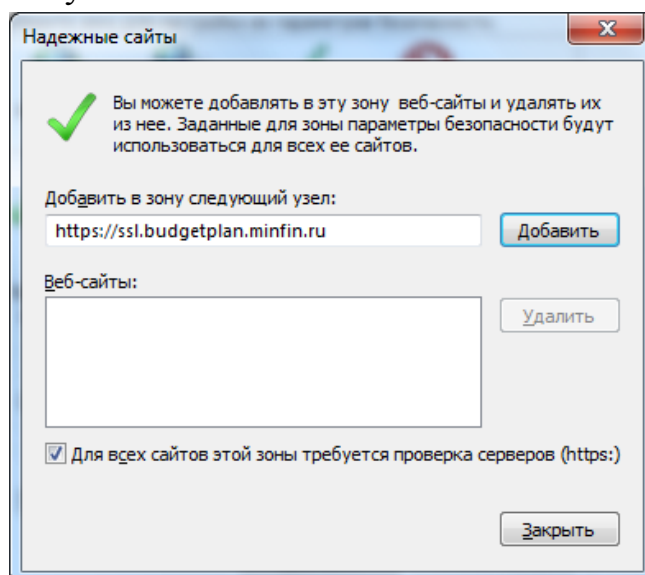 Надежные сайты
Вы можете добавлять в эту зону веб-сайты и удалять их
из нее. Заданные для зоны параметры безопасности будут
использоваться для всех ее сайтов.
Добавить в зону следующий узел:
https://ssl.budgetplan.minfin.ru
Добавить
Веб-сайты:
Удалить
Для всех сайтов этой зоны требуется проверка серверов (https:)
Закрыть